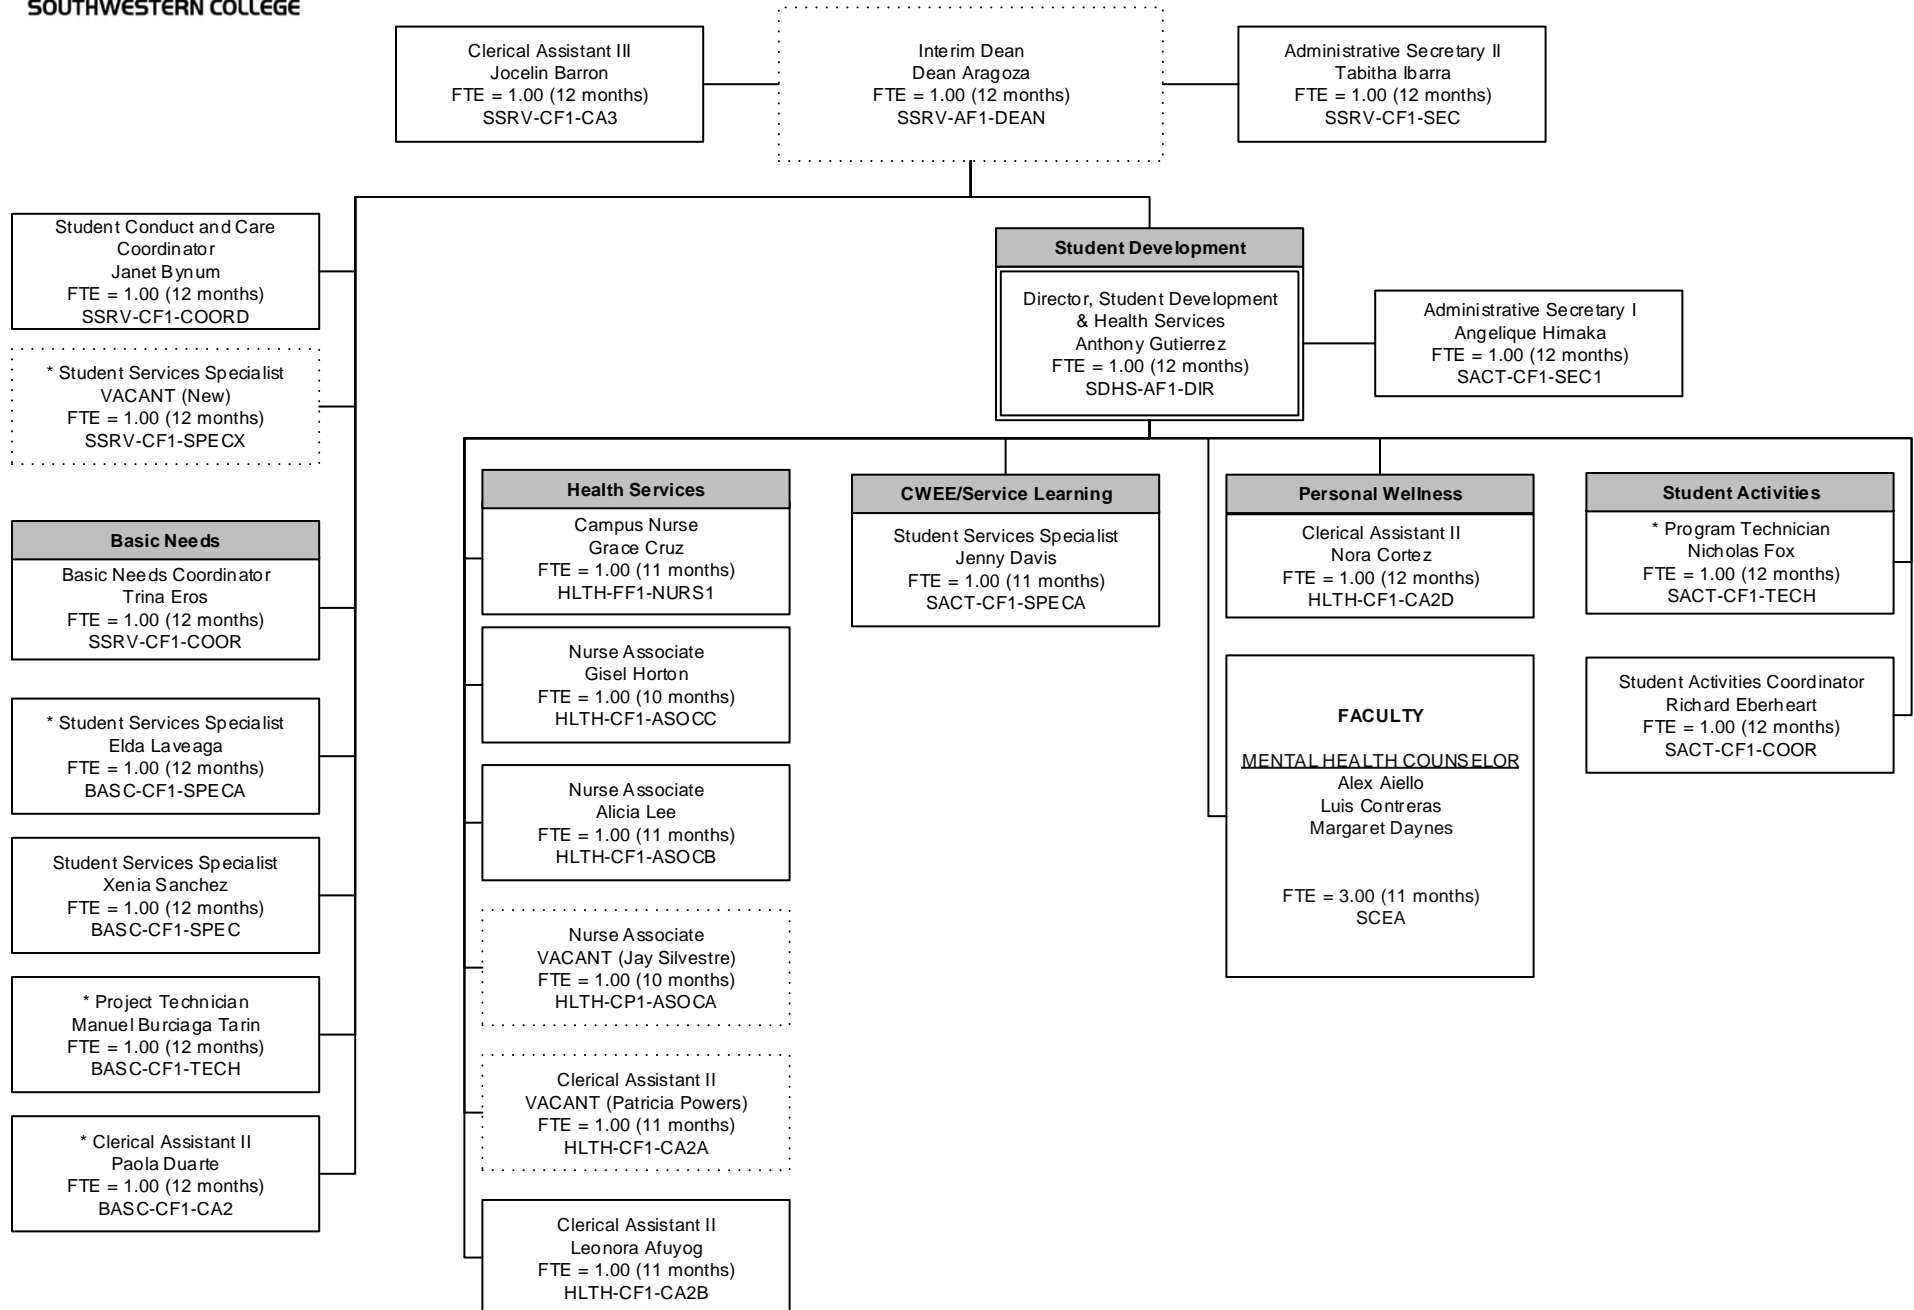 SOUTHWESTERN COLLEGE
Clerical Assistant III
Jocelin Barron
FTE = 1.00 (12 months)
SSRV-CF1-CA3
Interim Dean
Dean Aragoza
FTE = 1.00 (12 months)
SSRV-AF1-DEAN
Administrative Secretary II
Tabitha Ibarra
FTE = 1.00 (12 months)
SSRV-CF1-SEC
Student Conduct and Care
Coordinator
Janet Bynum
FTE = 1.00 (12 months)
SSRV-CF1-COORD
* Student Services Specialist
VACANT (New)
FTE = 1.00 (12 months)
SSRV-CF1-SPECX
Basic Needs
Basic Needs Coordinator
Trina Eros
FTE = 1.00 (12 months)
SSRV-CF1-COOR
* Student Services Specialist
Elda Laveaga
FTE = 1.00 (12 months)
BASC-CF1-SPECA
Student Services Specialist
Xenia Sanchez
FTE = 1.00 (12 months)
BASC-CF1-SPEC
* Project Technician
Manuel Burciaga Tarin
FTE = 1.00 (12 months)
BASC-CF1-TECH
* Clerical Assistant II
Paola Duarte
FTE = 1.00 (12 months)
BASC-CF1-CA2
Student Development
Director, Student Development
& Health Services
Anthony Gutierrez
FTE = 1.00 (12 months)
SDHS-AF1-DIR
Administrative Secretary I
Angelique Himaka
FTE = 1.00 (12 months)
SACT-CF1-SEC1
Health Services
Campus Nurse
Grace Cruz
FTE = 1.00 (11 months)
HLTH-FF1-NURS1
Nurse Associate
Gisel Horton
FTE = 1.00 (10 months)
HLTH-CF1-ASOCC
Nurse Associate
Alicia Lee
FTE = 1.00 (11 months)
HLTH-CF1-ASOCB
Nurse Associate
VACANT (Jay Silvestre)
FTE = 1.00 (10 months)
HLTH-CP1-ASOCA
Clerical Assistant II
VACANT (Patricia Powers)
FTE = 1.00 (11 months)
HLTH-CF1-CA2A
Clerical Assistant II
Leonora Afuyog
FTE = 1.00 (11 months)
HLTH-CF1-CA2B
CWEE/Service Learning
Student Services Specialist
Jenny Davis
FTE = 1.00 (11 months)
SACT-CF1-SPECA
Personal Wellness
Clerical Assistant II
Nora Cortez
FTE = 1.00 (12 months)
HLTH-CF1-CA2D
FACULTY
MENTAL HEALTH COUNSELOR
Alex Aiello
Luis Contreras
Margaret Daynes
FTE = 3.00 (11 months)
SCEA
Student Activities
* Program Technician
Nicholas Fox
FTE = 1.00 (12 months)
SACT-CF1-TECH
Student Activities Coordinator
Richard Eberheart
FTE = 1.00 (12 months)
SACT-CF1-COOR